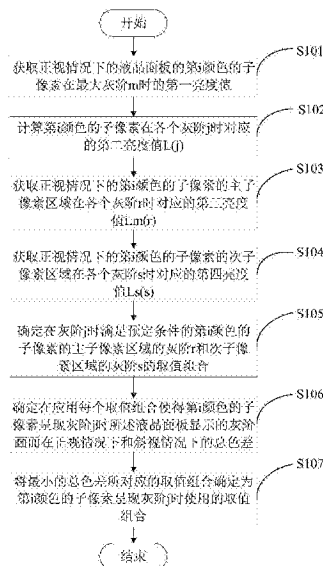 开始
S101
获取正视情况下的液晶面板的第i颜色的子
像素在最大灰阶m时的第一亮度值
S102
计算第i颜色的子像素在各个灰阶j时对应
的第二亮度值L(j)
S103
获取正视情况下的第i颜色的子像素的主子
像素区域在各个灰阶r时对应的第三亮度
值Lm(r)
S104
获取正视情况下的第i颜色的子像素的次子
像素区域在各个灰阶s时对应的第四亮度
值Ls(s)
S105
确定在灰阶j时满足预定条件的第i颜色的
子像素的主子像素区域的灰阶r和次子像
素区域的灰阶s的取值组合
S106
确定在应用每个取值组合使得第i颜色的子
像素呈现灰阶j时所述液晶面板显示的灰阶
画面在正视情况下和斜视情况下的总色差
S107
将最小的总色差所对应的取值组合确定为
第i颜色的子像素呈现灰阶j时使用的取值
组合
结束